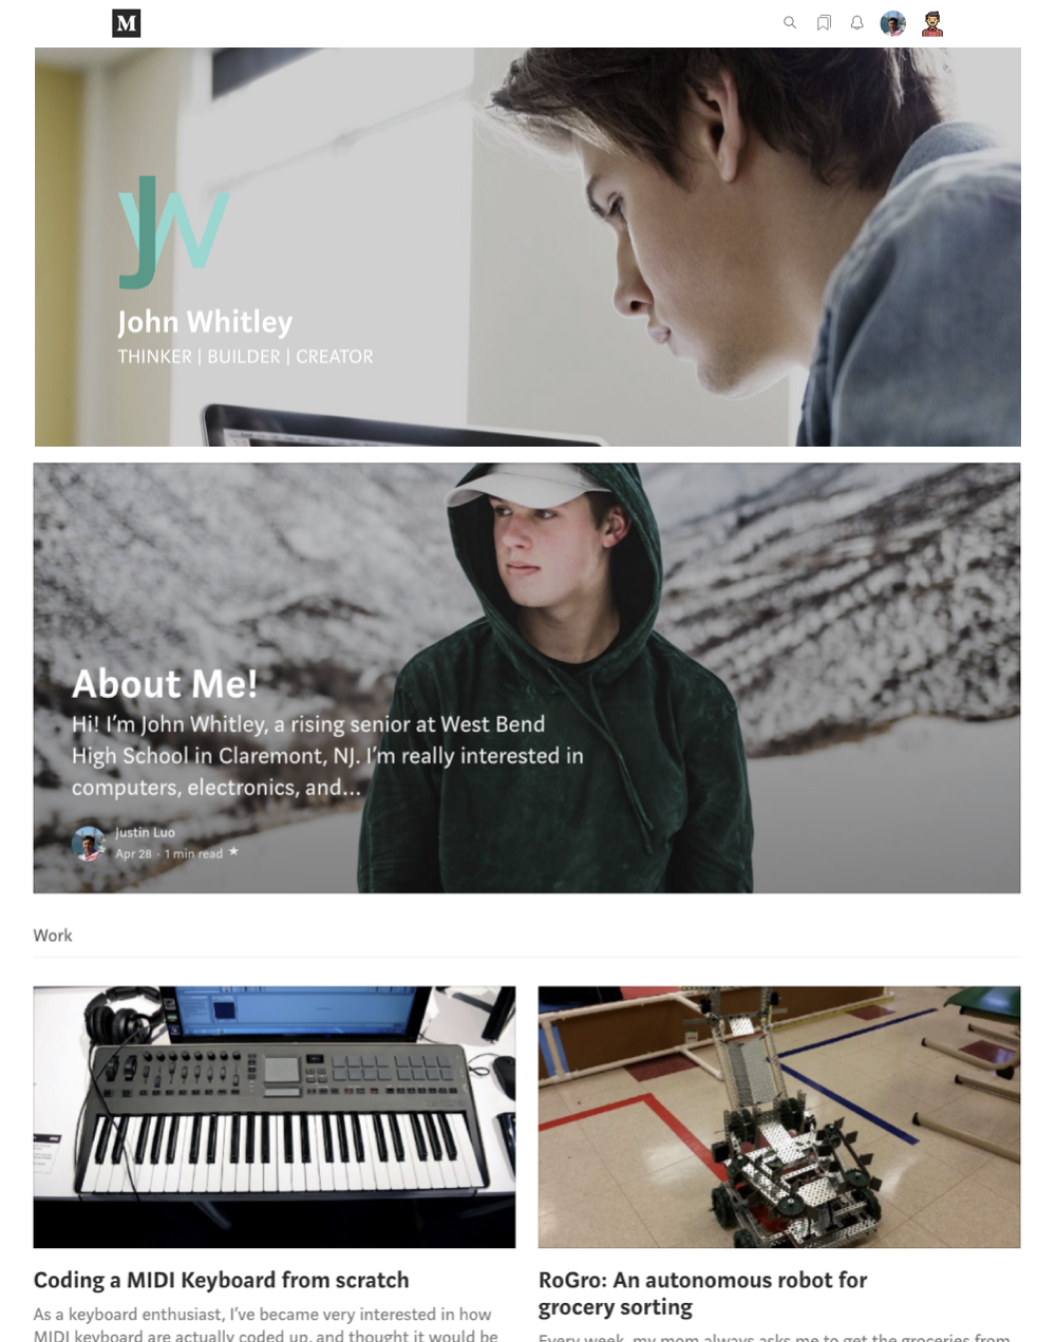 M
JW
John Whitley
THINKER | BUILDER | CREATOR
About Me!
Hi! I'm John Whitley, a rising senior at West Bend
High School in Claremont, NJ. I'm really interested in
computers, electronics, and...
Justin Luo
Apr 28 · 1 min read ★
Work
Coding a MIDI Keyboard from scratch
As a keyboard enthusiast, I've became very interested in how
MIDI keyboard are actually coded up, and thought it would be
RoGro: An autonomous robot for
grocery sorting
Every week, my mom always asks me to get the groceries from